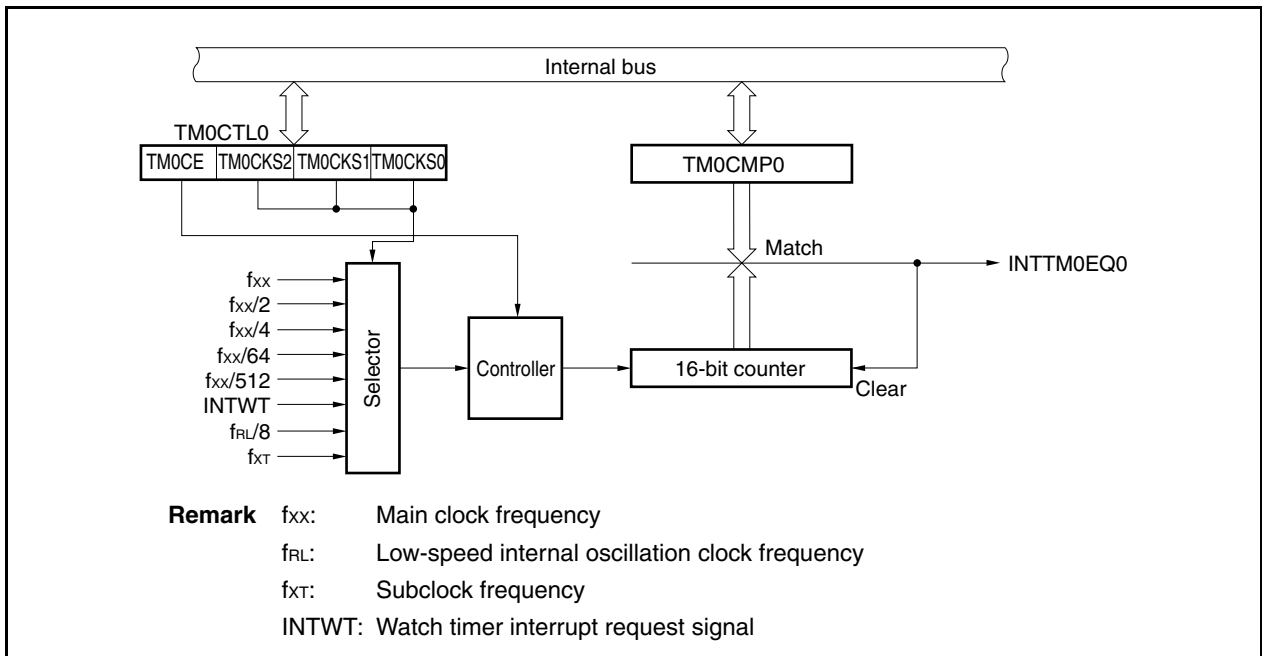 Internal bus
TM0CTL0
TM0CE TM0CKS2 TM0CKS1 TM0CKS0
TM0CMP0
Match
INTTM0EQ0
fXX
fXX/2
fXX/4
fXX/64
fXX/512
INTWT
fRL/8
fXT
Selector
Controller
16-bit counter
Clear
Remark fXX: Main clock frequency
fRL: Low-speed internal oscillation clock frequency
fXT: Subclock frequency
INTWT: Watch timer interrupt request signal